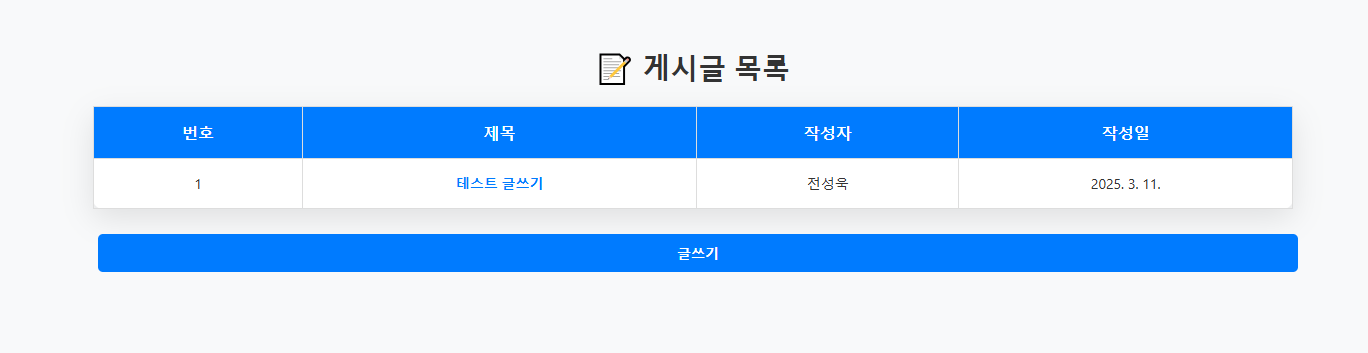 📝 게시글 목록
번호 제목 작성자 작성일
1 테스트 글쓰기 전성욱 2025. 3. 11.
글쓰기